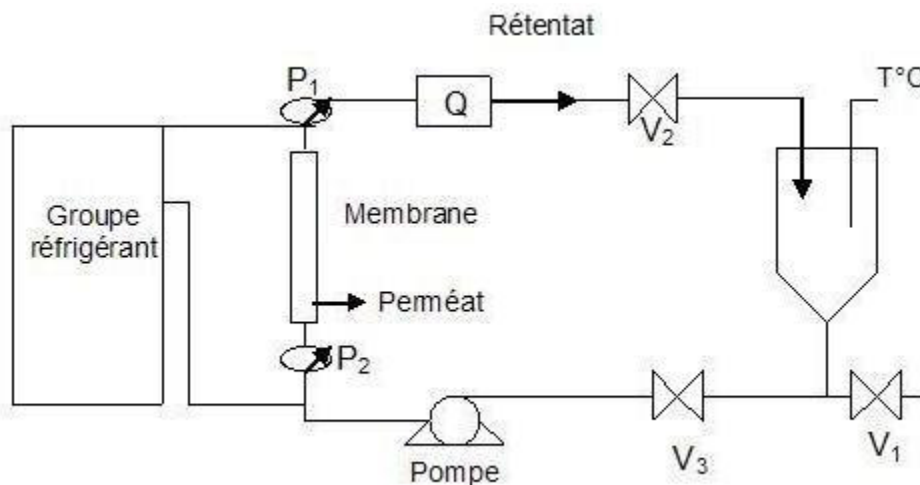 Rétentat
P1
Q
V2
T°C
Groupe
réfrigérant
Membrane
Perméat
P2
Pompe
V3
V1